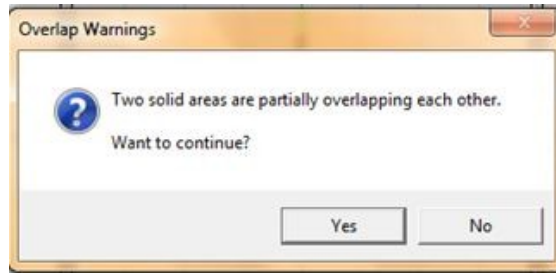 Overlap Warnings
Two solid areas are partially overlapping each other.
Want to continue?
Yes
No